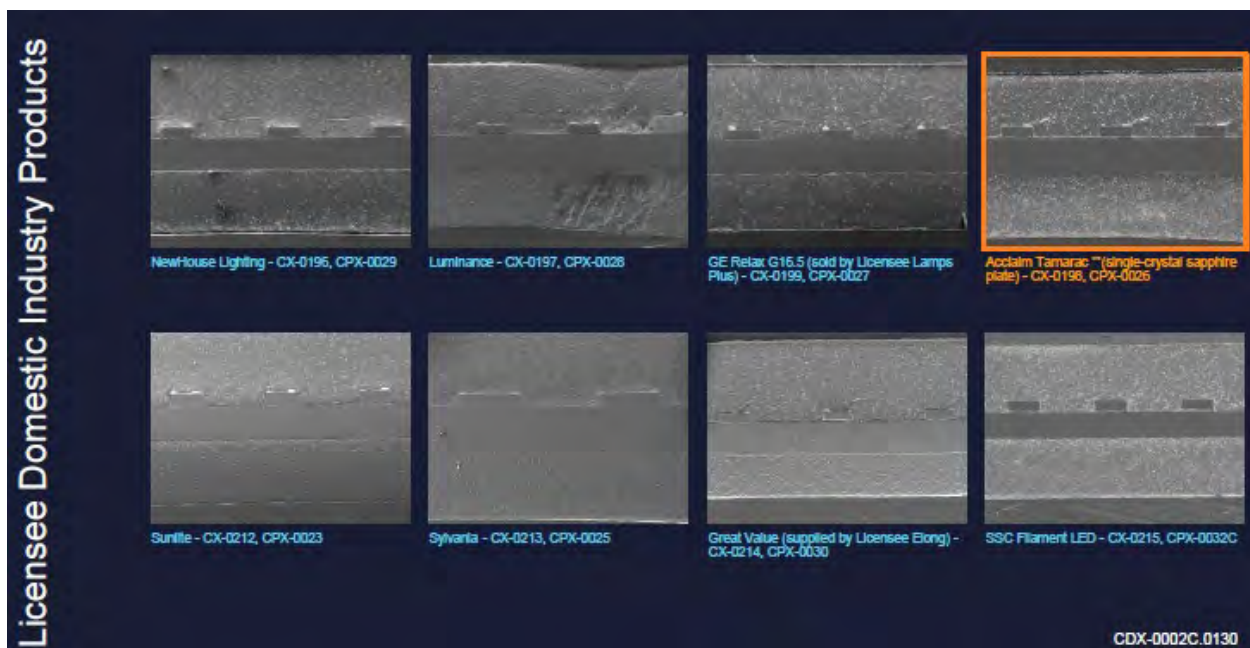 Licensee Domestic Industry Products
NewHouse Lighting - CX-0196, CPX-0029
Luminance - CX-0197, CPX-0028
GE Relax G16.5 (sold by Licensee Lamps
Plus) - CX-0199, CPX-0027
Acclaim Tamarac ™(single-crystal sapphire
plate) - CX-0198, CPX-0026
Sunlite - CX-0212, CPX-0023
Sylvania - CX-0213, CPX-0025
Great Value (supplied by Licensee Elong) -
CX-0214, CPX-0030
SSC Filament LED - CX-0215, CPX-0032C
CDX-0002C.0130